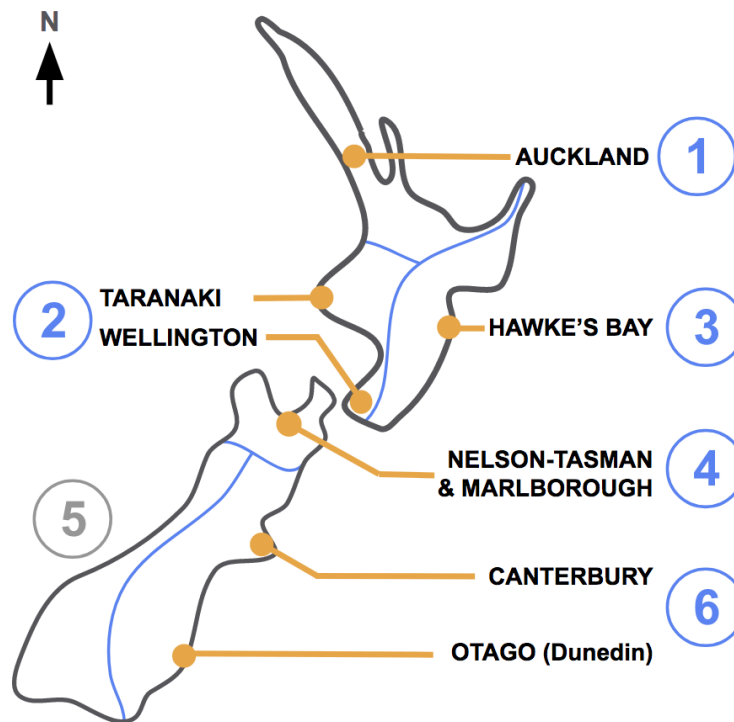 N
AUCKLAND
1
TARANAKI
2
WELLINGTON
HAWKE'S BAY
3
NELSON-TASMAN
& MARLBOROUGH
4
5
CANTERBURY
6
OTAGO (Dunedin)